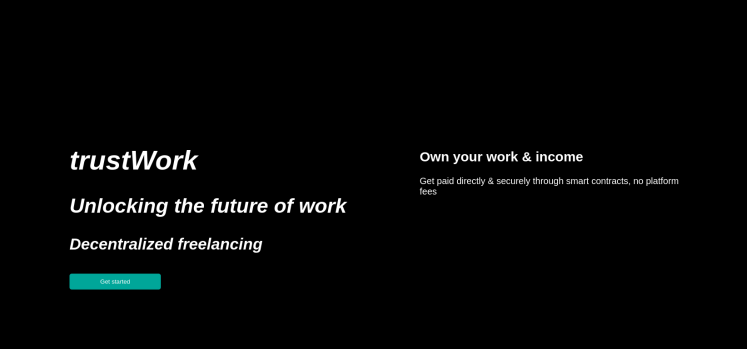 trustWork
Unlocking the future of work
Decentralized freelancing
Get started
Own your work & income
Get paid directly & securely through smart contracts, no platform
fees